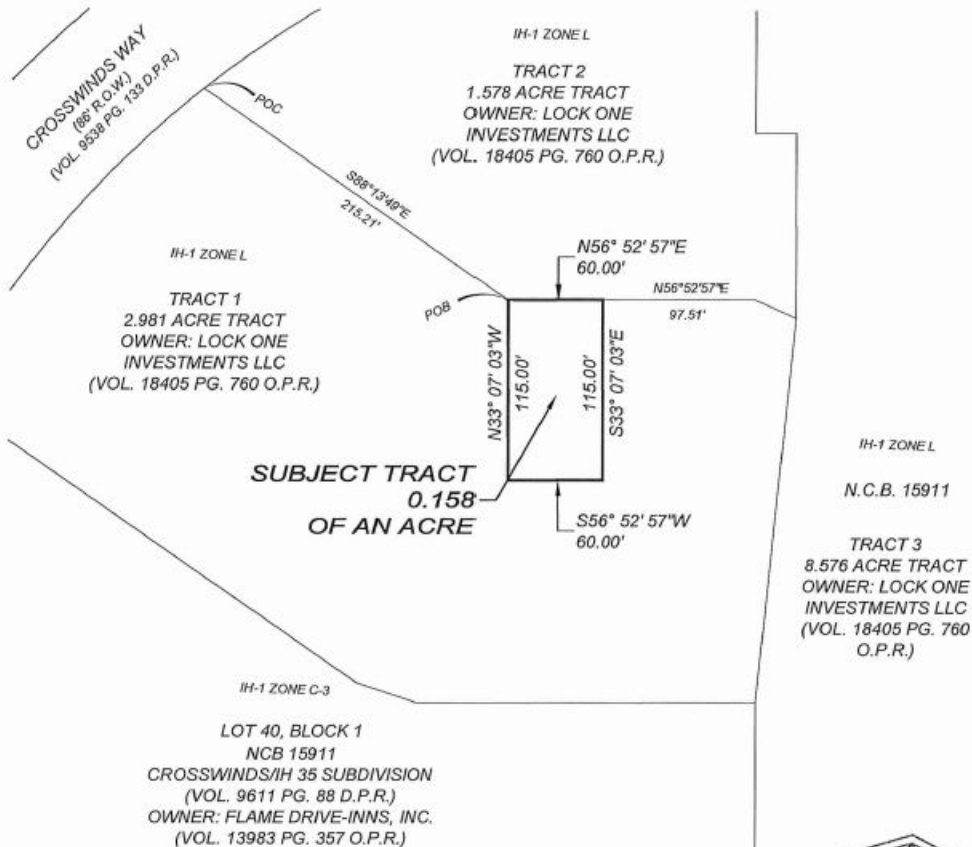 CROSSWINDS WAY
(86' R.O.W.)
(VOL. 9538 PG. 133 D.P.R.)
POC
IH-1 ZONE L
TRACT 2
1.578 ACRE TRACT
OWNER: LOCK ONE
INVESTMENTS LLC
(VOL. 18405 PG. 760 O.P.R.)
S88°13'49"E
215.21'
IH-1 ZONE L
TRACT 1
2.981 ACRE TRACT
OWNER: LOCK ONE
INVESTMENTS LLC
(VOL. 18405 PG. 760 O.P.R.)
POB
N56° 52' 57"E
60.00'
N56°52'57"E
97.51'
N33° 07' 03"W
115.00'
115.00'
S33° 07' 03"E
SUBJECT TRACT
0.158
OF AN ACRE
S56° 52' 57"W
60.00'
IH-1 ZONE L
N.C.B. 15911
TRACT 3
8.576 ACRE TRACT
OWNER: LOCK ONE
INVESTMENTS LLC
(VOL. 18405 PG. 760
O.P.R.)
IH-1 ZONE C-3
LOT 40, BLOCK 1
NCB 15911
CROSSWINDS/IH 35 SUBDIVISION
(VOL. 9611 PG. 88 D.P.R.)
OWNER: FLAME DRIVE-INNS, INC.
(VOL. 13983 PG. 357 O.P.R.)